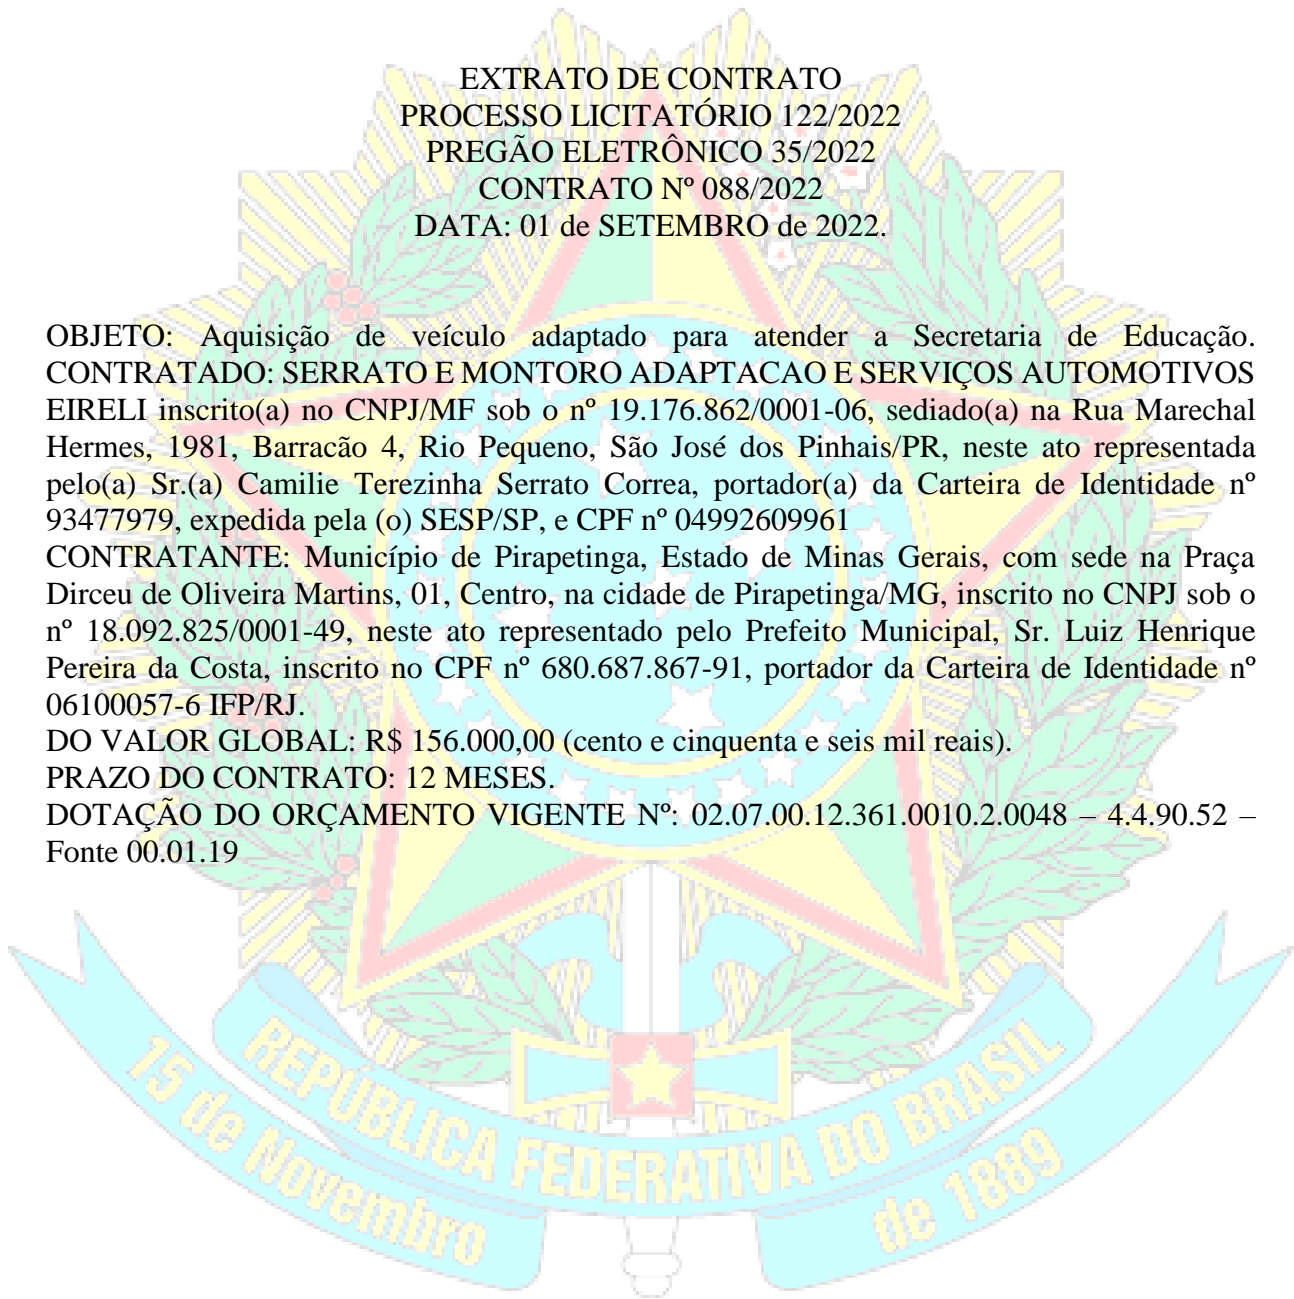 EXTRATO DE CONTRATO
PROCESSO LICITATÓRIO 122/2022
PREGÃO ELETRÔNICO 35/2022
CONTRATO Nº 088/2022
DATA: 01 de SETEMBRO de 2022.
OBJETO: Aquisição de veículo adaptado para atender a Secretaria de Educação.
CONTRATADO: SERRATO E MONTORO ADAPTACAO E SERVIÇOS AUTOMOTIVOS
EIRELI inscrito(a) no CNPJ/MF sob o nº 19.176.862/0001-06, sediado(a) na Rua Marechal
Hermes, 1981, Barracão 4, Rio Pequeno, São José dos Pinhais/PR, neste ato representada
pelo(a) Sr.(a) Camilie Terezinha Serrato Correa, portador(a) da Carteira de Identidade nº
93477979, expedida pela (o) SESP/SP, e CPF nº 04992609961
CONTRATANTE: Município de Pirapetinga, Estado de Minas Gerais, com sede na Praça
Dirceu de Oliveira Martins, 01, Centro, na cidade de Pirapetinga/MG, inscrito no CNPJ sob o
nº 18.092.825/0001-49, neste ato representado pelo Prefeito Municipal, Sr. Luiz Henrique
Pereira da Costa, inscrito no CPF nº 680.687.867-91, portador da Carteira de Identidade nº
06100057-6 IFP/RJ.
DO VALOR GLOBAL: R$ 156.000,00 (cento e cinquenta e seis mil reais).
PRAZO DO CONTRATO: 12 MESES.
DOTAÇÃO DO ORÇAMENTO VIGENTE Nº: 02.07.00.12.361.0010.2.0048 – 4.4.90.52 –
Fonte 00.01.19
REPÚBLICA FEDERATIVA DO BRASIL
15 de Novembro de 1889